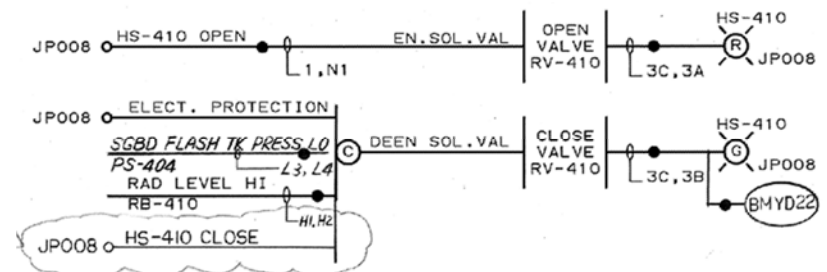 HS-410 OPEN
JP008
1,N1
EN.SOL.VAL
OPEN
VALVE
RV-410
3C,3A
HS-410
R
JP008
ELECT. PROTECTION
JP008
SGBD FLASH TK PRESS LO
PS-404
L3,L4
RAD LEVEL HI
RB-410
H1,H2
JP008
HS-410 CLOSE
C
DEEN SOL.VAL
CLOSE
VALVE
RV-410
3C,3B
HS-410
G
JP008
BMYD22